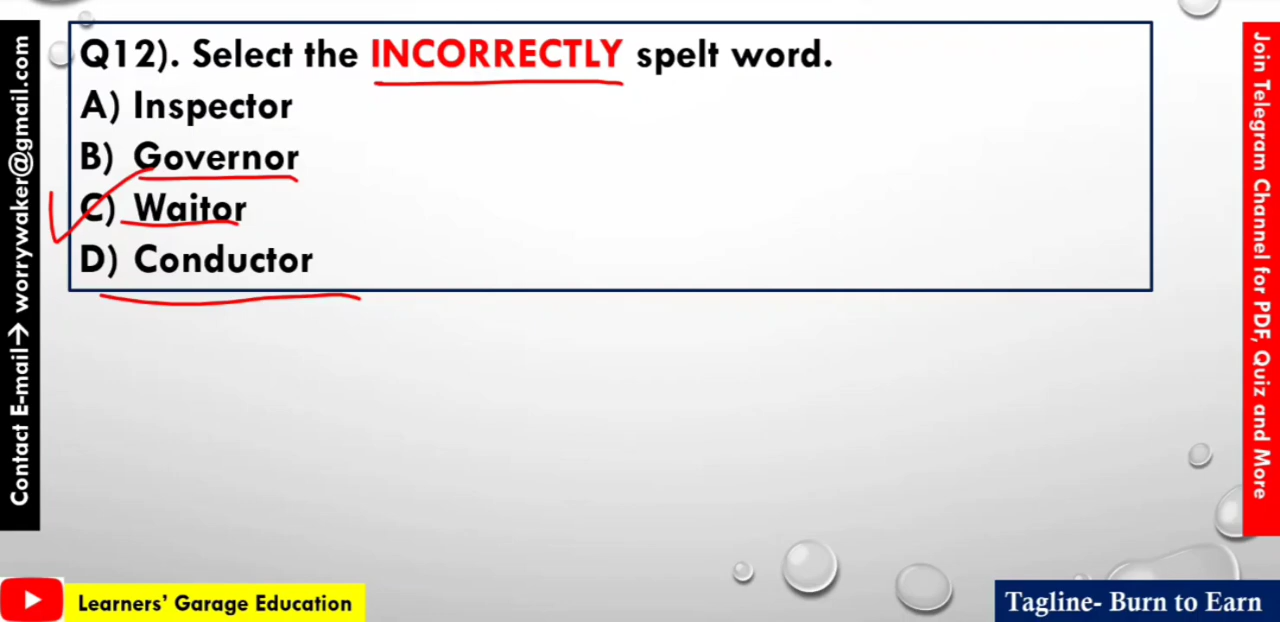 Q12). Select the INCORRECTLY spelt word.
A) Inspector
B) Governor
C) Waitor
D) Conductor
Contact E-mail→ worrywaker@gmail.com
Join Telegram Channel for PDF, Quiz and More
Learners’ Garage Education
Tagline- Burn to Earn